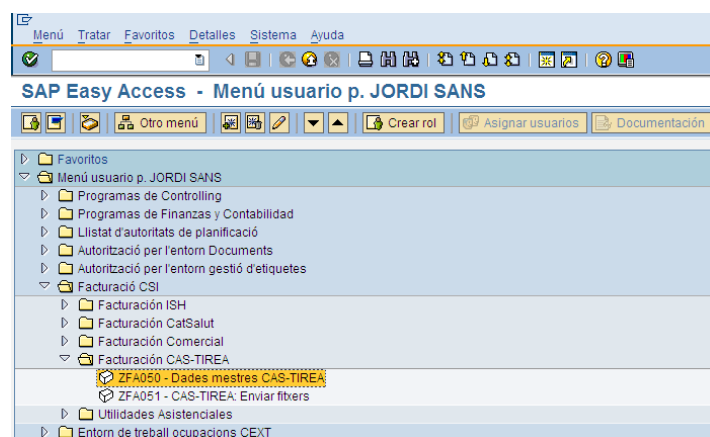 Menú Tratar Favoritos Detalles Sistema Ayuda
SAP Easy Access - Menú usuario p. JORDI SANS
Otro menú Crear rol Asignar usuarios Documentación
Favoritos
Menú usuario p. JORDI SANS
Programas de Controlling
Programas de Finanzas y Contabilidad
Llistat d'autoritats de planificació
Autorització per l'entorn Documents
Autorització per l'entorn gestió d'etiquetes
Facturació CSI
Facturación ISH
Facturación CatSalut
Facturación Comercial
Facturación CAS-TIREA
ZFA050 - Dades mestres CAS-TIREA
ZFA051 - CAS-TIREA: Enviar fitxers
Utilidades Asistenciales
Entorn de treball ocupacions CEXT